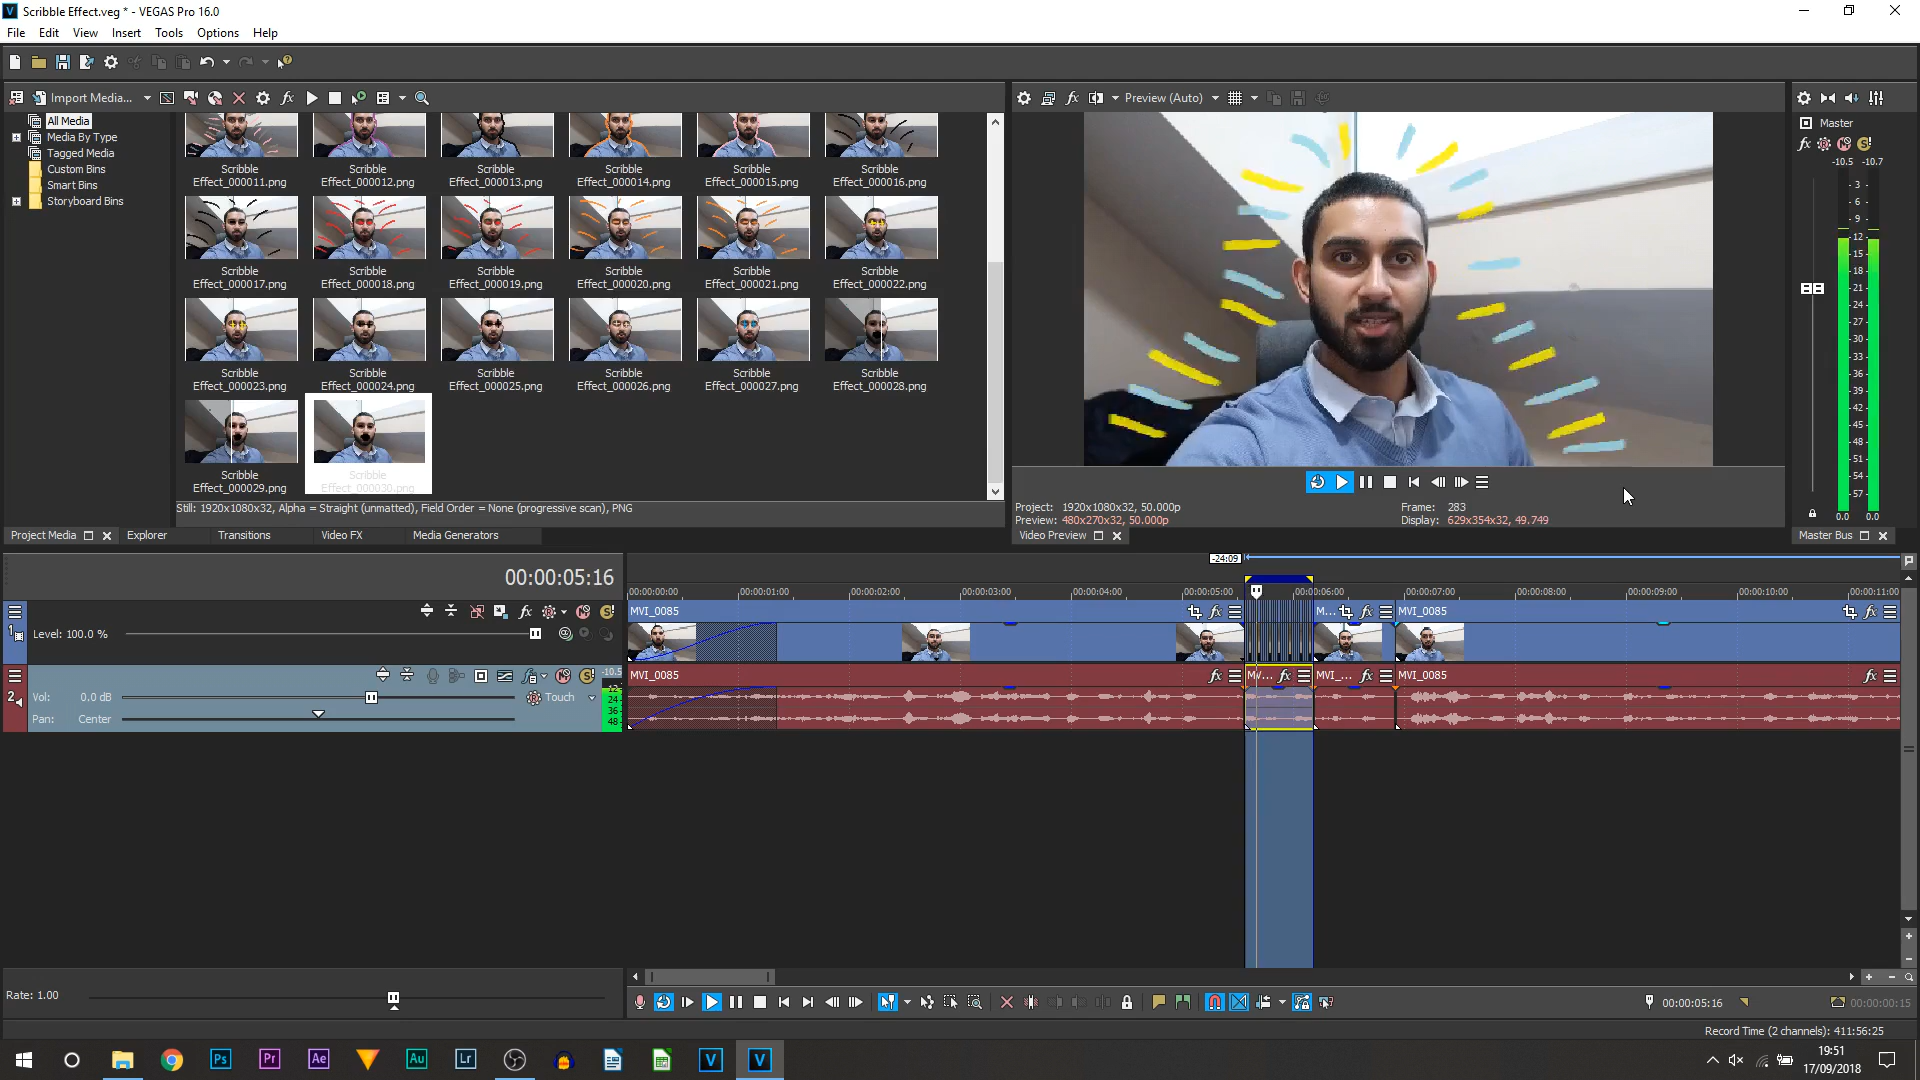 Scribble Effect.veg * - VEGAS Pro 16.0
File Edit View Insert Tools Options Help
Import Media...
All Media
Media By Type
Tagged Media
Custom Bins
Smart Bins
Storyboard Bins
Scribble Effect_000011.png
Scribble Effect_000012.png
Scribble Effect_000013.png
Scribble Effect_000014.png
Scribble Effect_000015.png
Scribble Effect_000016.png
Scribble Effect_000017.png
Scribble Effect_000018.png
Scribble Effect_000019.png
Scribble Effect_000020.png
Scribble Effect_000021.png
Scribble Effect_000022.png
Scribble Effect_000023.png
Scribble Effect_000024.png
Scribble Effect_000025.png
Scribble Effect_000026.png
Scribble Effect_000027.png
Scribble Effect_000028.png
Scribble Effect_000029.png
Scribble Effect_000030.png
Still: 1920x1080x32, Alpha = Straight (unmatted), Field Order = None (progressive scan), PNG
Project Media Explorer Transitions Video FX Media Generators
Preview (Auto)
Project: 1920x1080x32, 50.000p
Preview: 480x270x32, 50.000p
Frame: 283
Display: 629x354x32, 49.749
Video Preview
Master
-10.5 -10.7
3
6
9
12
15
18
21
24
27
30
33
36
39
42
45
48
51
54
57
0.0 0.0
Master Bus
00:00:05:16
-24:09
00:00:00:00 00:00:01:00 00:00:02:00 00:00:03:00 00:00:04:00 00:00:05:00 00:00:06:00 00:00:07:00 00:00:08:00 00:00:09:00 00:00:10:00 00:00:11:00
1
Level: 100.0 %
MVI_0085 M... MVI_0085
2
-10.5
12
24
36
48
Vol: 0.0 dB Touch
Pan: Center
MVI_0085 MV... MVI_... MVI_0085
Rate: 1.00
00:00:05:16
00:00:00:15
Record Time (2 channels): 411:56:25
Ps Pr Ae Au Lr V V
19:51
17/09/2018